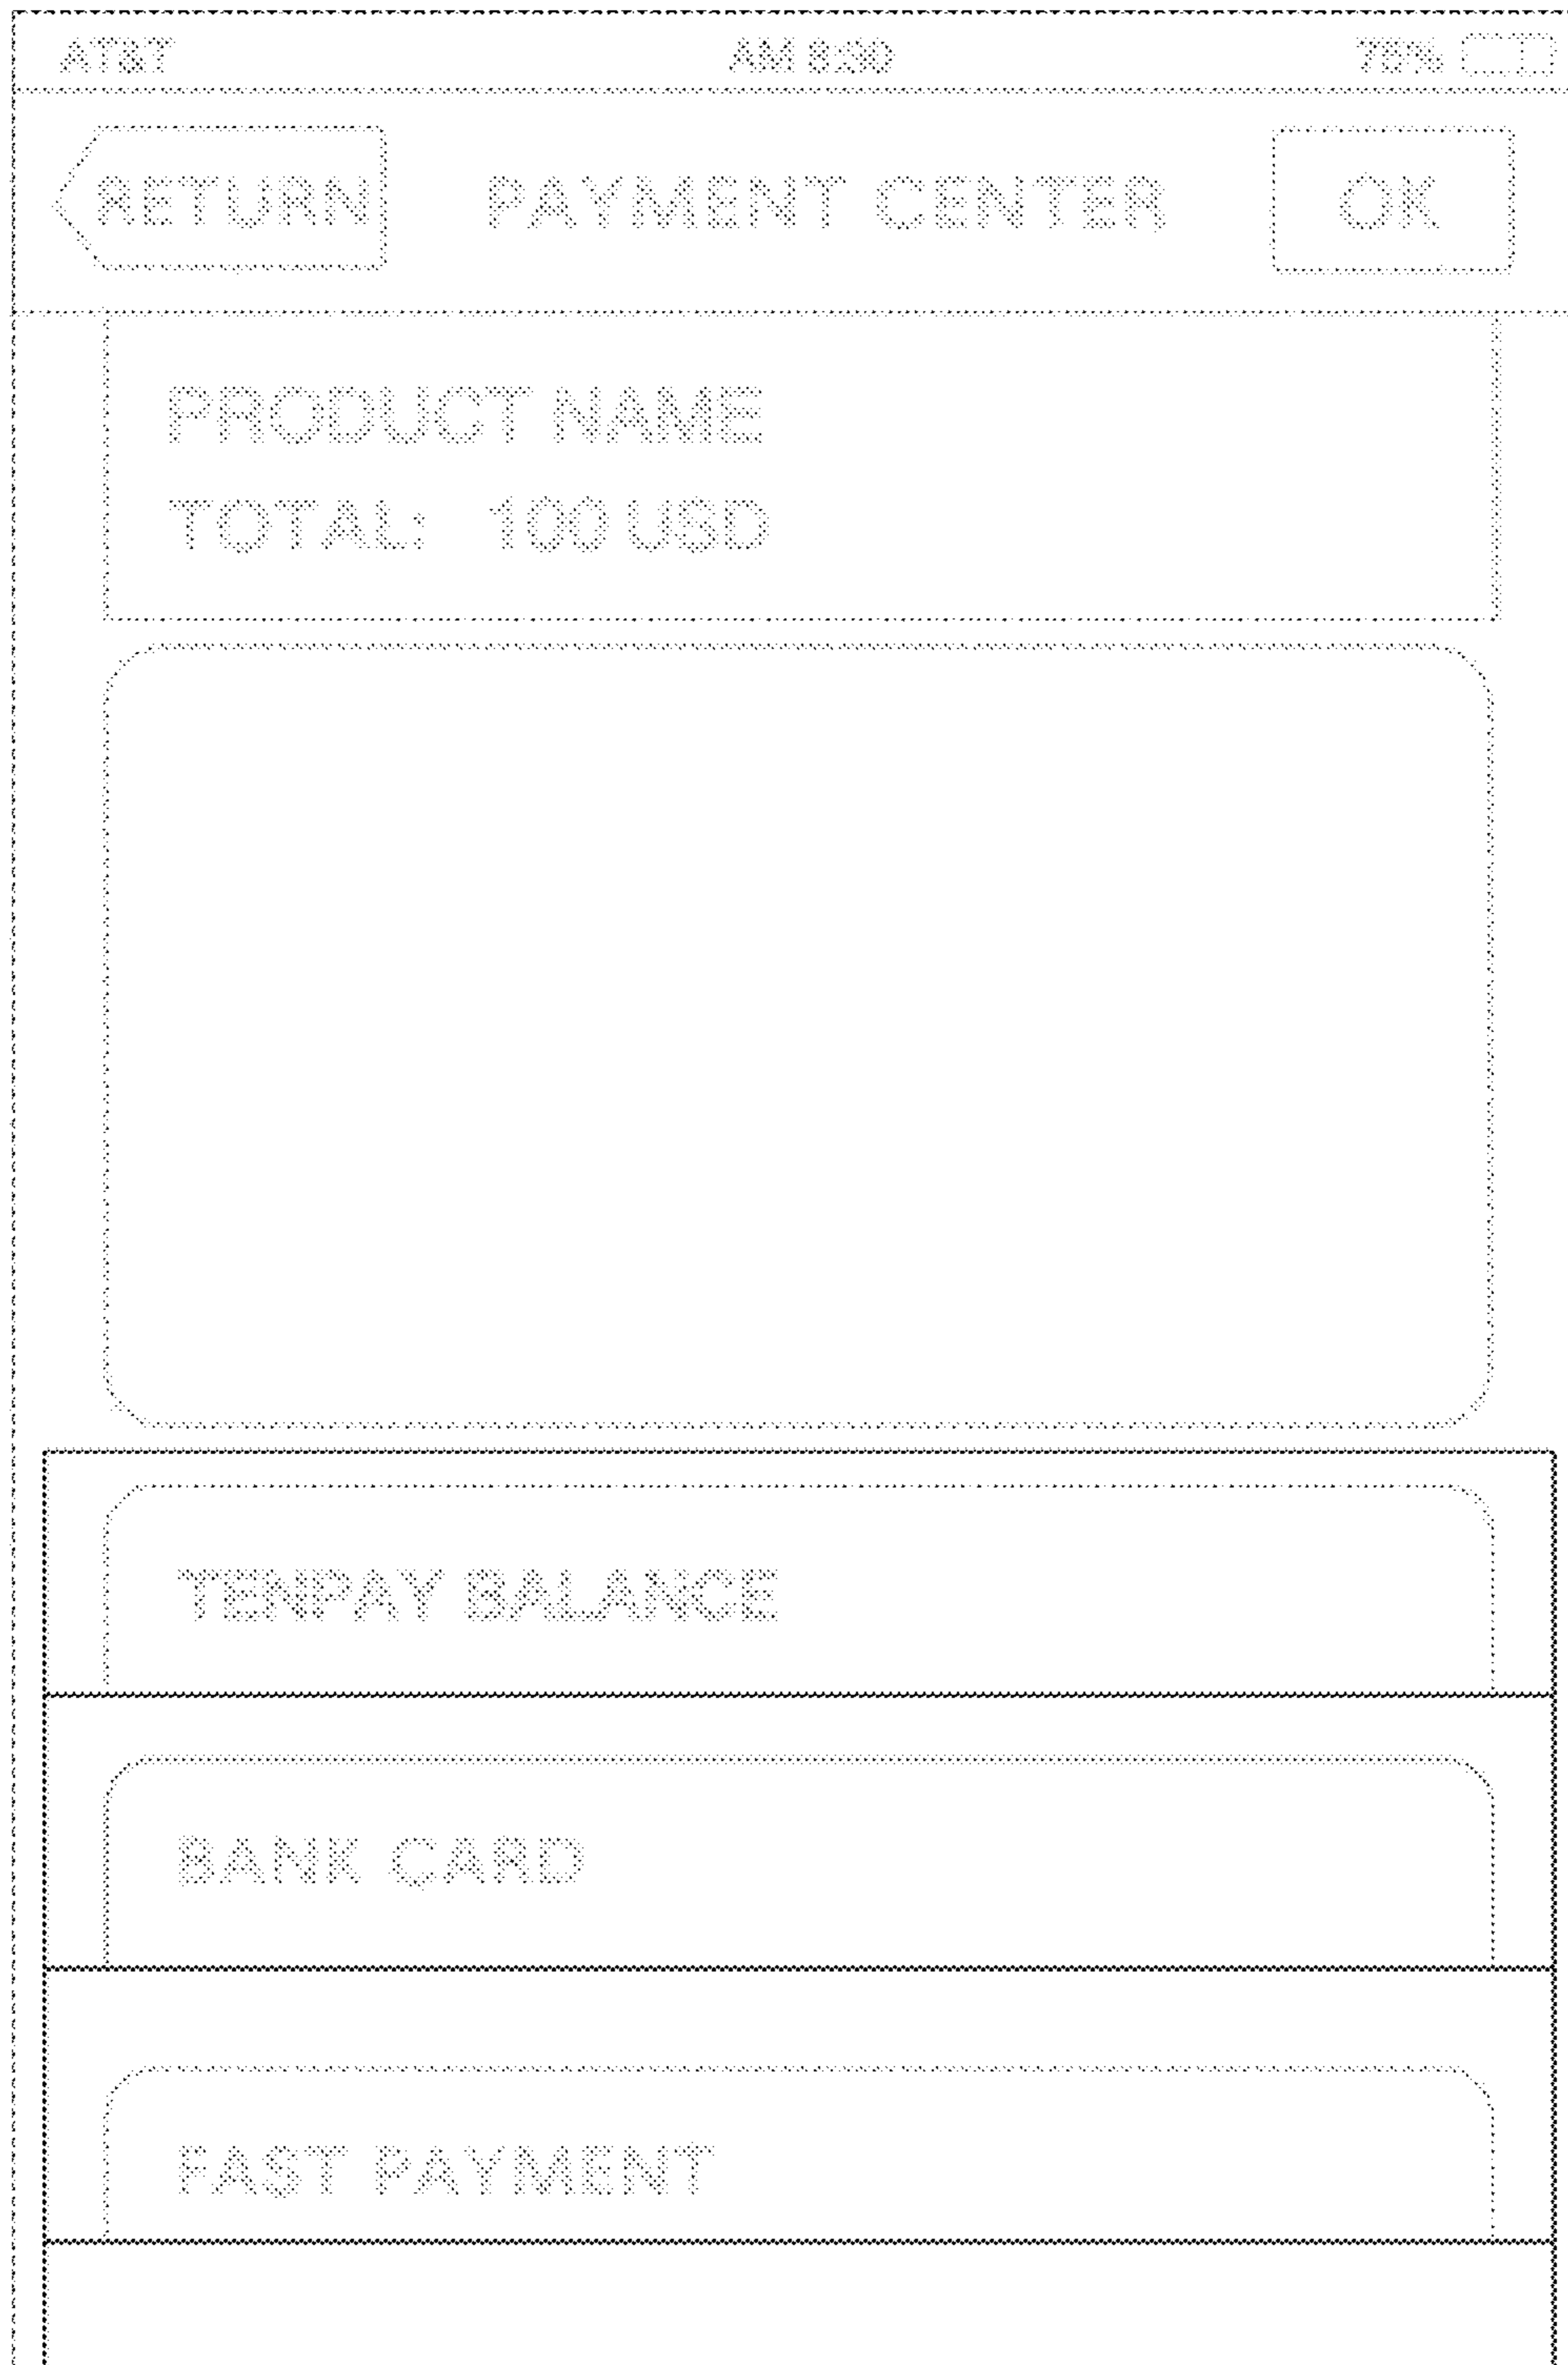 AT&T AM 8:30 75%
RETURN PAYMENT CENTER OK
PRODUCT NAME
TOTAL: 100 USD
TENPAY BALANCE
BANK CARD
FAST PAYMENT